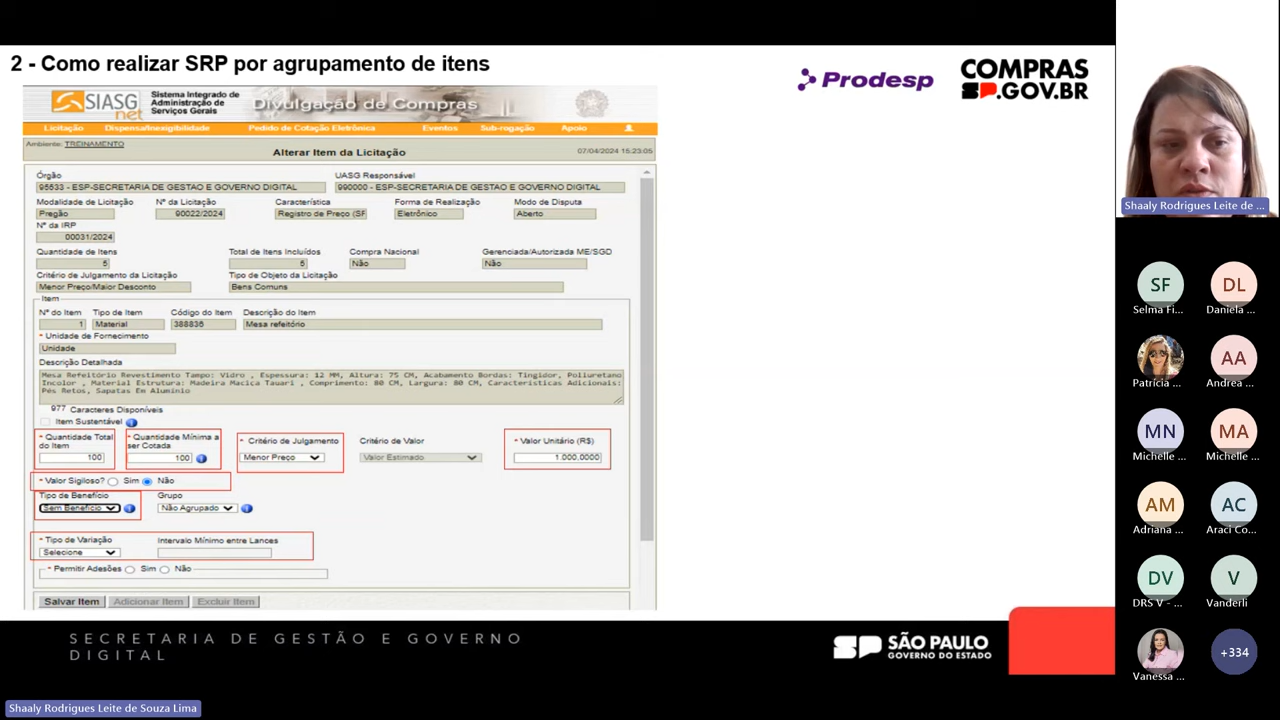 2 - Como realizar SRP por agrupamento de itens
Prodesp
COMPRAS
SP.GOV.BR
SIASG
net
Sistema Integrado de
Administração de
Serviços Gerais
Divulgação de Compras
Licitação Dispensa/Inexigibilidade Pedido de Cotação Eletrônica Eventos Sub-rogação Apoio
Ambiente: TREINAMENTO
Alterar Item da Licitação
07/04/2024 15:23:05
Órgão UASG Responsável
95533 - ESP-SECRETARIA DE GESTAO E GOVERNO DIGITAL 990000 - ESP-SECRETARIA DE GESTAO E GOVERNO DIGITAL
Modalidade de Licitação Nº da Licitação Característica Forma de Realização Modo de Disputa
Pregão 90022/2024 Registro de Preço (SF Eletrônico Aberto
Nº da IRP
00031/2024
Quantidade de Itens Total de Itens Incluídos Compra Nacional Gerenciada/Autorizada ME/SGD
5 5 Não Não
Critério de Julgamento da Licitação Tipo de Objeto da Licitação
Menor Preço/Maior Desconto Bens Comuns
Item
Nº do Item Tipo de Item Código do Item Descrição do Item
1 Material 388836 Mesa refeitório
* Unidade de Fornecimento
Unidade
Descrição Detalhada
Mesa Refeitório Revestimento Tampo: Vidro , Espessura: 12 MM, Altura: 75 CM, Acabamento Bordas: Tingidor, Poliuretano
Incolor , Material Estrutura: Madeira Maciça Tauari , Comprimento: 80 CM, Largura: 80 CM, Características Adicionais:
Pés Retos, Sapatas Em Alumínio
977 Caracteres Disponíveis
Item Sustentável
* Quantidade Total
do Item
100
* Quantidade Mínima a
ser Cotada
100
* Critério de Julgamento
Menor Preço
Critério de Valor
Valor Estimado
* Valor Unitário (R$)
1.000,0000
* Valor Sigiloso? Sim Não
Tipo de Benefício Grupo
Sem Benefício Não Agrupado
* Tipo de Variação Intervalo Mínimo entre Lances
Selecione
* Permitir Adesões Sim Não
Salvar Item Adicionar Item Excluir Item
SECRETARIA DE GESTÃO E GOVERNO
DIGITAL
SP SÃO PAULO
GOVERNO DO ESTADO
Shaaly Rodrigues Leite de ...
SF DL
Selma Fi... Daniela ...
AA
Patrícia ... Andrea ...
MN MA
Michelle ... Michelle ...
AM AC
Adriana ... Araci Co...
DV V
DRS V - ... Vanderli
+334
Vanessa ...
Shaaly Rodrigues Leite de Souza Lima